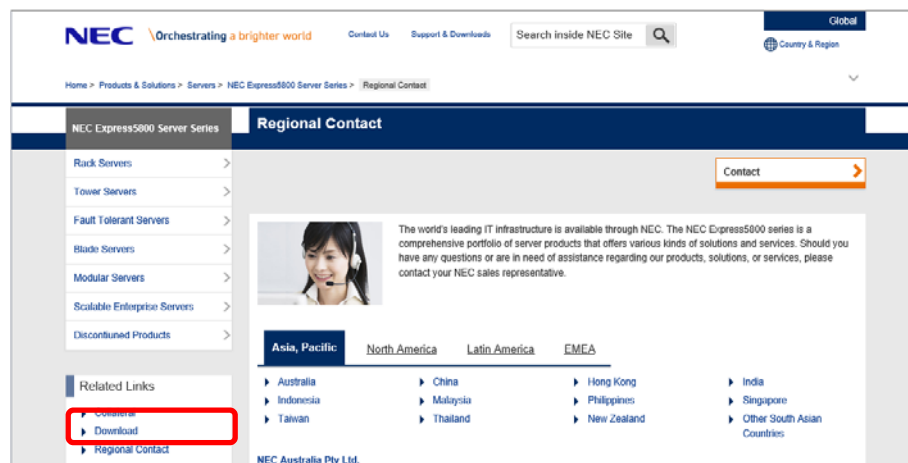 Global
NEC \Orchestrating a brighter world Contact Us Support & Downloads Search inside NEC Site
Country & Region
Home > Products & Solutions > Servers > NEC Express5800 Server Series > Regional Contact
NEC Express5800 Server Series
Regional Contact
Rack Servers
Tower Servers
Fault Tolerant Servers
Blade Servers
Modular Servers
Scalable Enterprise Servers
Discontiuned Products
Contact
The world's leading IT infrastructure is available through NEC. The NEC Express5800 series is a
comprehensive portfolio of server products that offers various kinds of solutions and services. Should you
have any questions or are in need of assistance regarding our products, solutions, or services, please
contact your NEC sales representative.
Asia, Pacific North America Latin America EMEA
Australia China Hong Kong India
Indonesia Malaysia Philippines Singapore
Taiwan Thailand New Zealand Other South Asian
Countries
Related Links
Collateral
Download
Regional Contact
NEC Australia Pty Ltd.